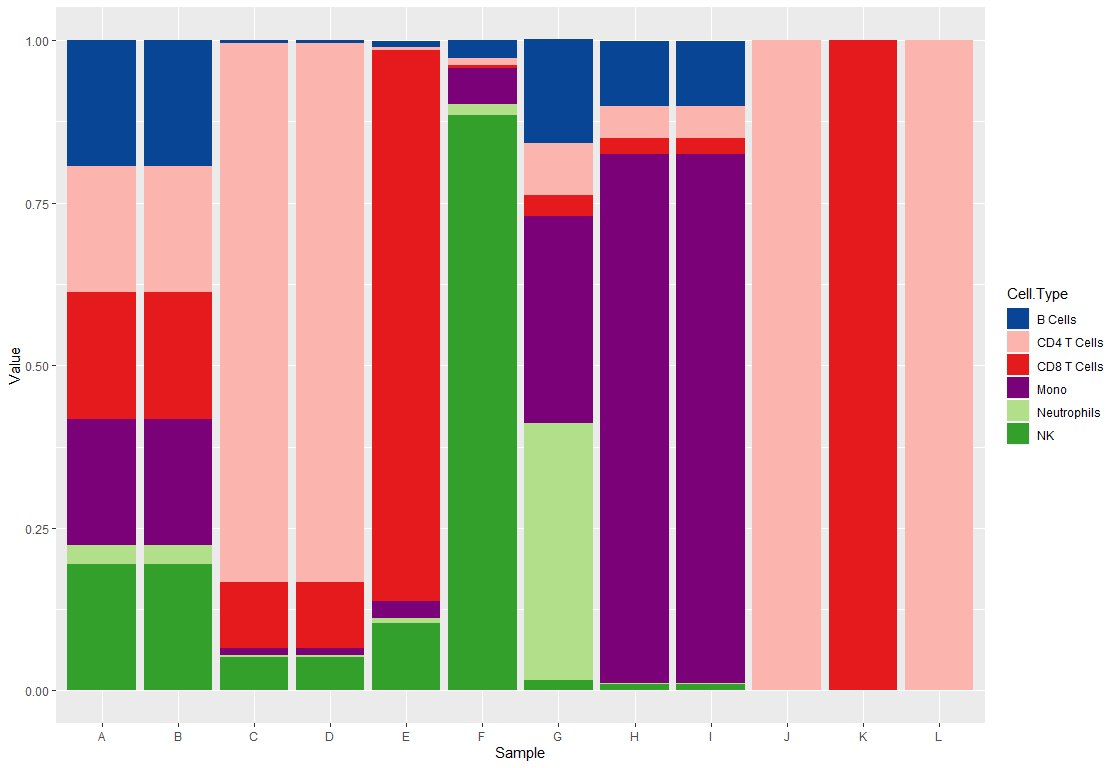 1.00
0.75
0.50
0.25
0.00
Value
A B C D E F G H I J K L
Sample
Cell.Type
B Cells
CD4 T Cells
CD8 T Cells
Mono
Neutrophils
NK